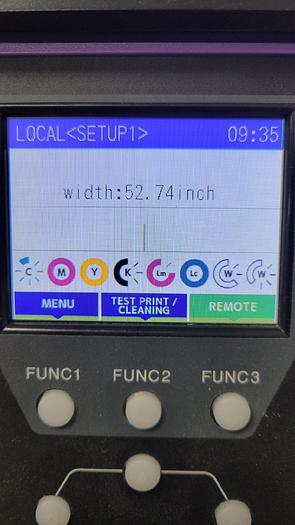 LOCAL<SETUP1> 09:35
width:52.74inch
C M Y K Lm Lc W W
MENU TEST PRINT / CLEANING REMOTE
FUNC1 FUNC2 FUNC3